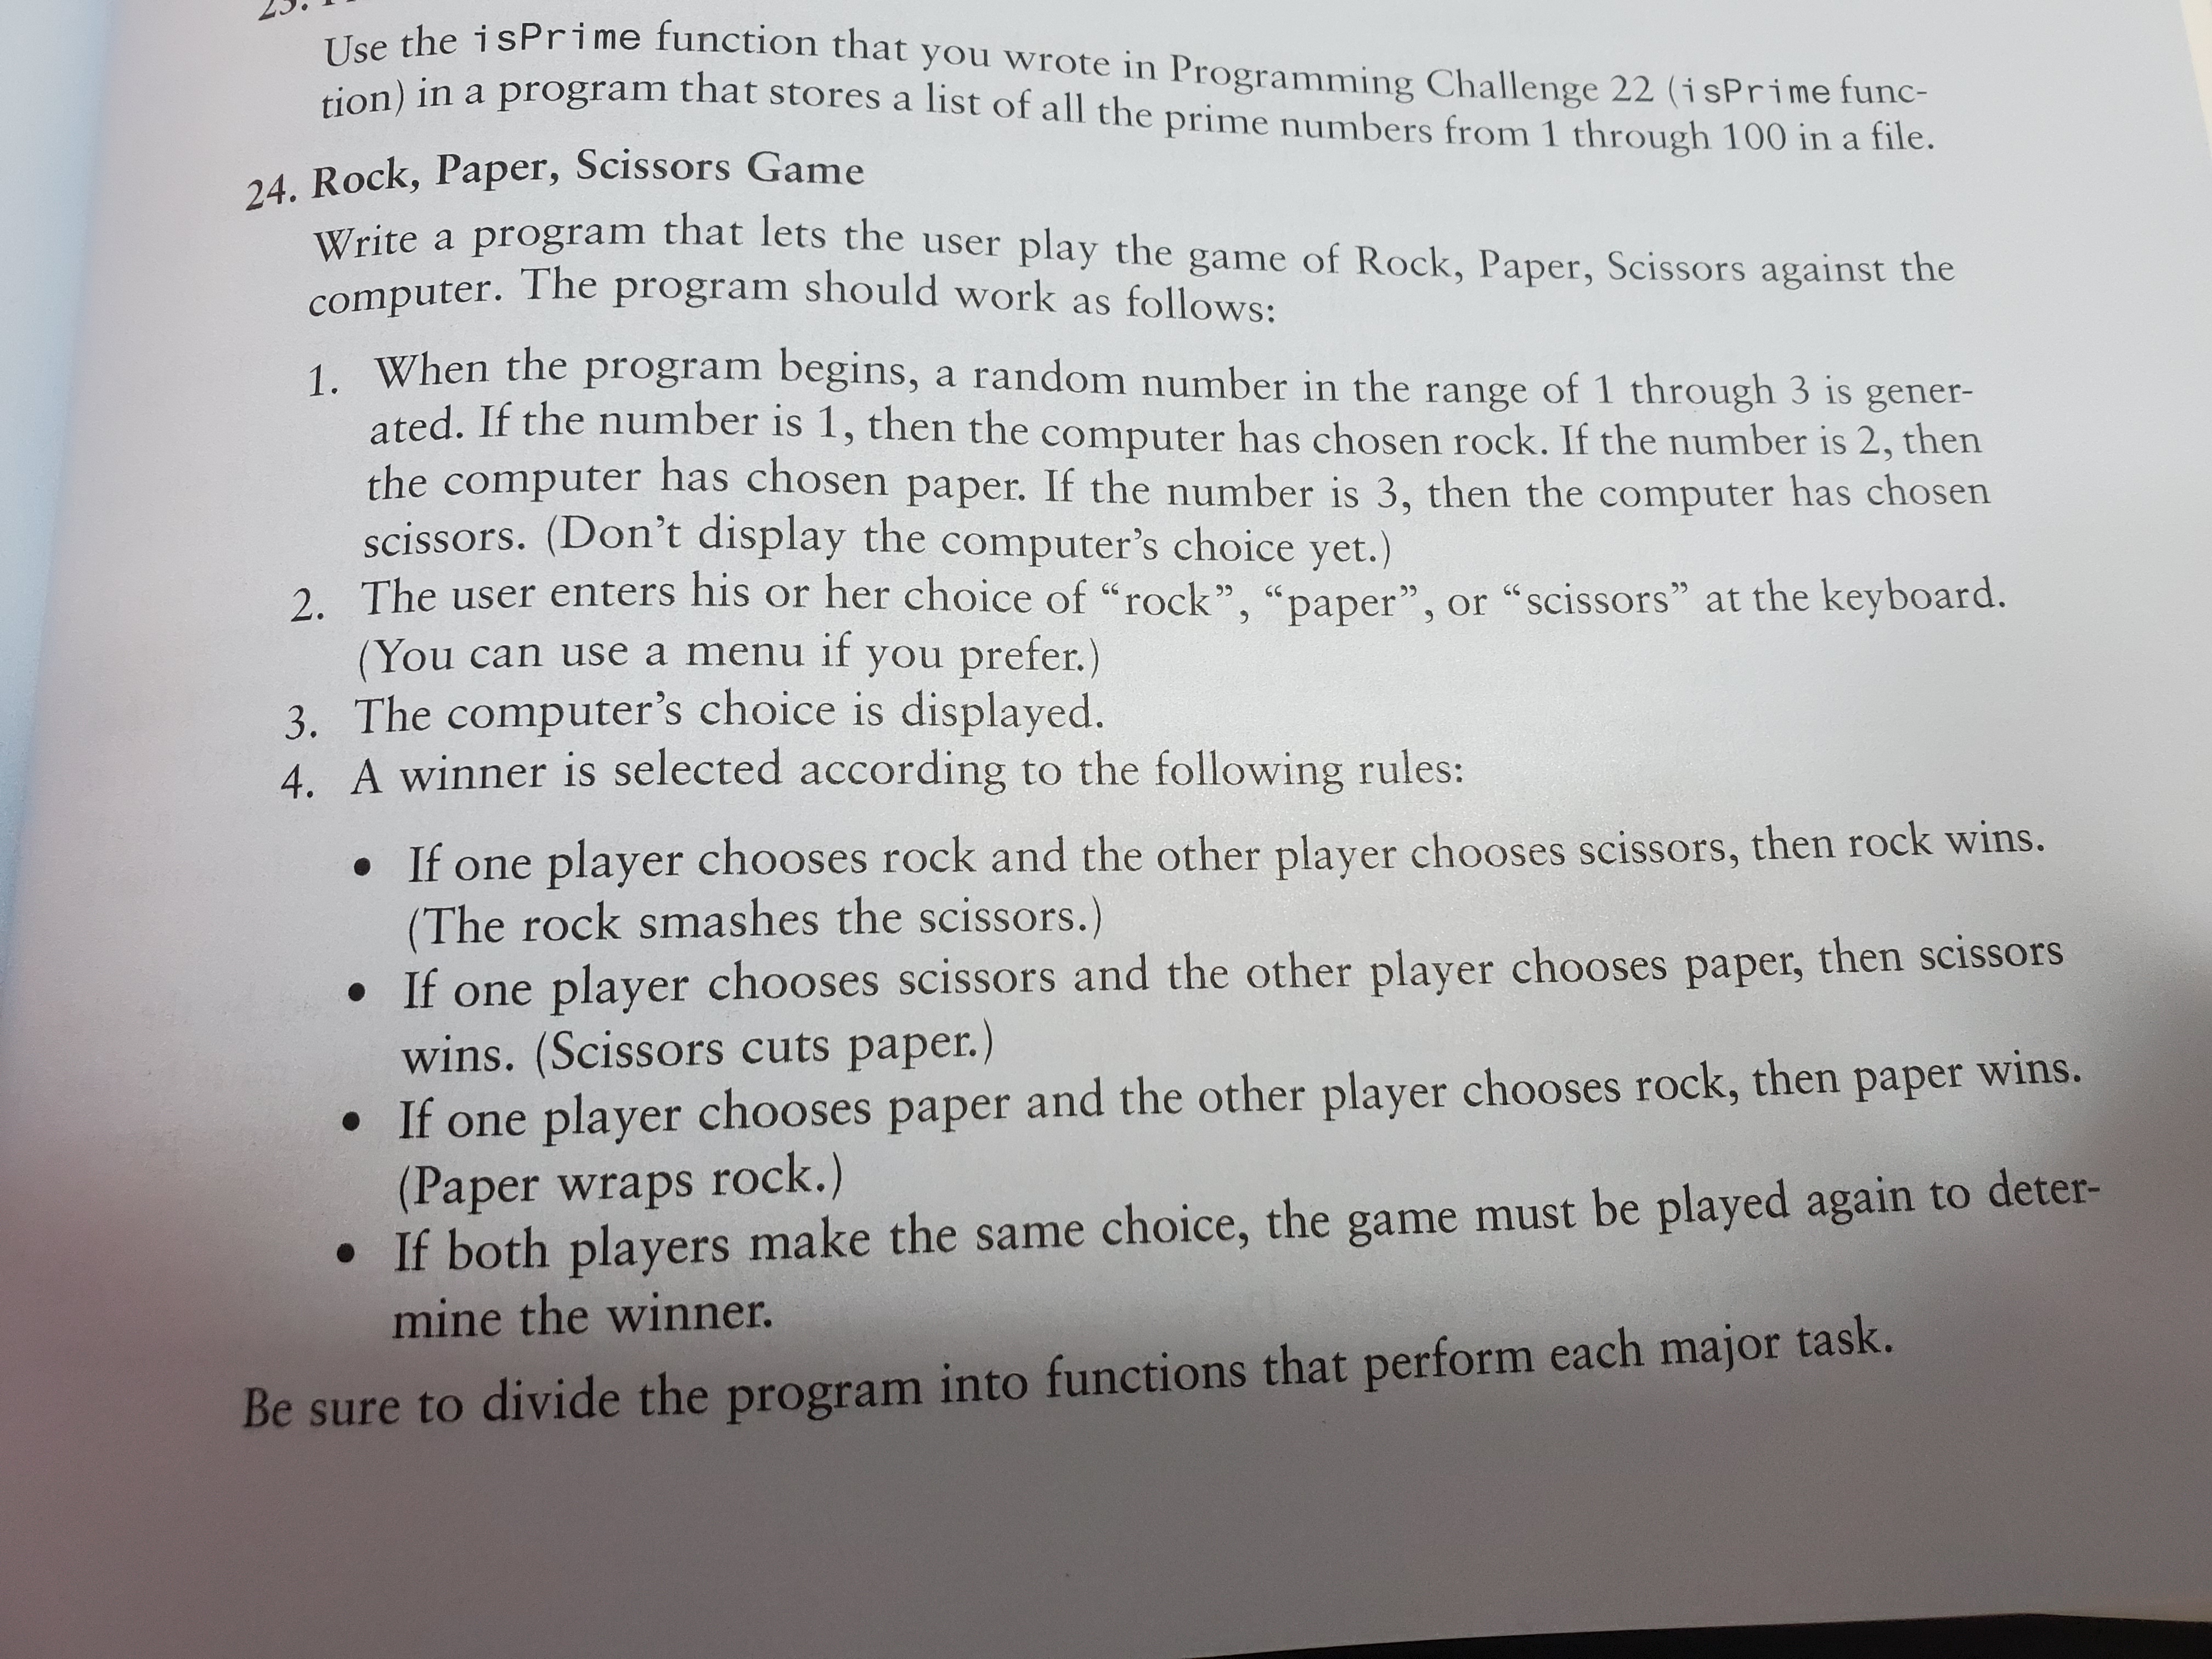 Use the isPrime function that you wrote in Programming Challenge 22 (isPrime func-
tion) in a program that stores a list of all the prime numbers from 1 through 100 in a file.
24. Rock, Paper, Scissors Game
Write a program that lets the user play the game of Rock, Paper, Scissors against the
computer. The program should work as follows:
1. When the program begins, a random number in the range of 1 through 3 is gener-
ated. If the number is 1, then the computer has chosen rock. If the number is 2, then
the computer has chosen paper. If the number is 3, then the computer has chosen
scissors. (Don't display the computer's choice yet.)
2. The user enters his or her choice of “rock”, “paper”, or “scissors” at the keyboard.
(You can use a menu if you prefer.)
3. The computer's choice is displayed.
4. A winner is selected according to the following rules:
• If one player chooses rock and the other player chooses scissors, then rock wins.
(The rock smashes the scissors.)
• If one player chooses scissors and the other player chooses paper, then scissors
wins. (Scissors cuts paper.)
• If one player chooses paper and the other player chooses rock, then paper wins.
(Paper wraps rock.)
• If both players make the same choice, the game must be played again to deter-
mine the winner.
Be sure to divide the program into functions that perform each major task.